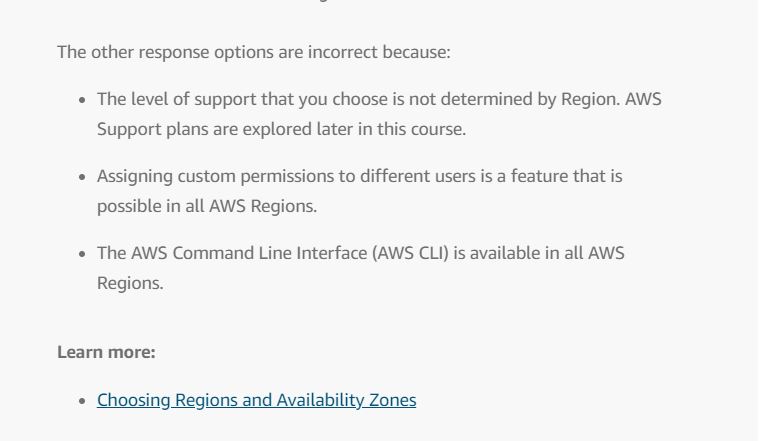 The other response options are incorrect because:
• The level of support that you choose is not determined by Region. AWS
Support plans are explored later in this course.
• Assigning custom permissions to different users is a feature that is
possible in all AWS Regions.
• The AWS Command Line Interface (AWS CLI) is available in all AWS
Regions.
Learn more:
• Choosing Regions and Availability Zones